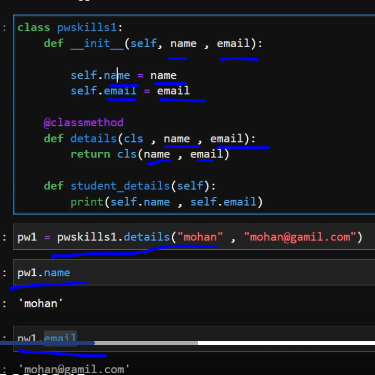 : class pwskills1:
def __init__(self, name , email):
self.name = name
self.email = email
@classmethod
def details(cls , name , email):
return cls(name , email)
def student_details(self):
print(self.name , self.email)
: pw1 = pwskills1.details("mohan" , "mohan@gamil.com")
: pw1.name
: 'mohan'
: pw1.email
: 'mohan@gamil.com'